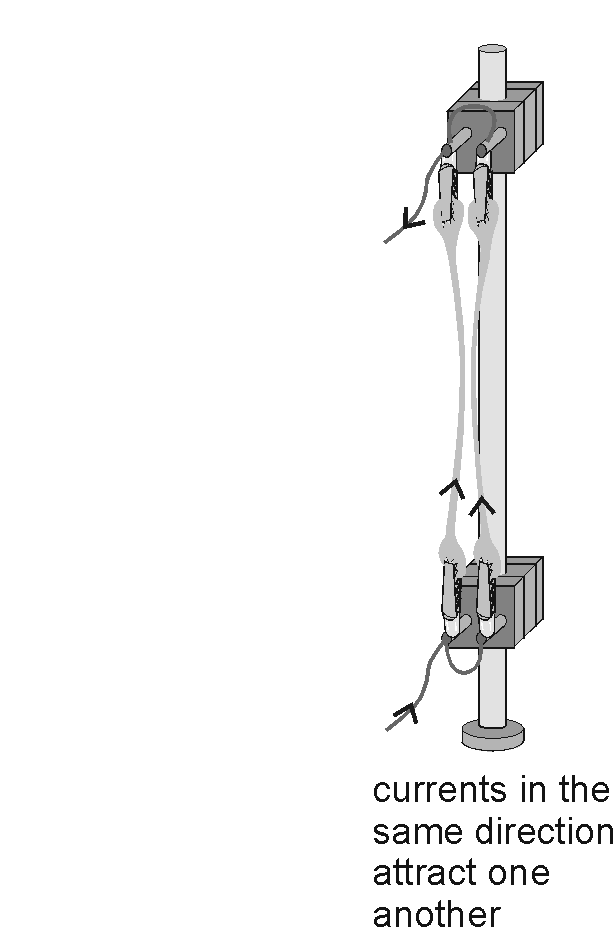 currents in the
same direction
attract one
another